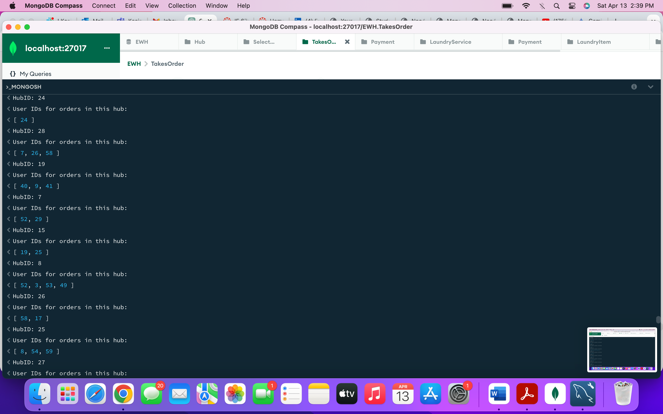 MongoDB Compass Connect Edit View Collection Window Help Sat Apr 13 2:39 PM
MongoDB Compass - localhost:27017/EWH.TakesOrder
localhost:27017 ...
EWH Hub Select... TakesO... Payment LaundryService Payment LaundryItem
EWH > TakesOrder
{} My Queries
>_MONGOSH
< HubID: 24
< User IDs for orders in this hub:
< [ 24 ]
< HubID: 28
< User IDs for orders in this hub:
< [ 7, 26, 58 ]
< HubID: 19
< User IDs for orders in this hub:
< [ 48, 9, 41 ]
< HubID: 7
< User IDs for orders in this hub:
< [ 52, 29 ]
< HubID: 15
< User IDs for orders in this hub:
< [ 19, 25 ]
< HubID: 8
< User IDs for orders in this hub:
< [ 52, 3, 53, 49 ]
< HubID: 26
< User IDs for orders in this hub:
< [ 58, 17 ]
< HubID: 25
< User IDs for orders in this hub:
< [ 8, 54, 59 ]
< HubID: 27
< User IDs for orders in this hub:
20 1 tv APR 13 1 W